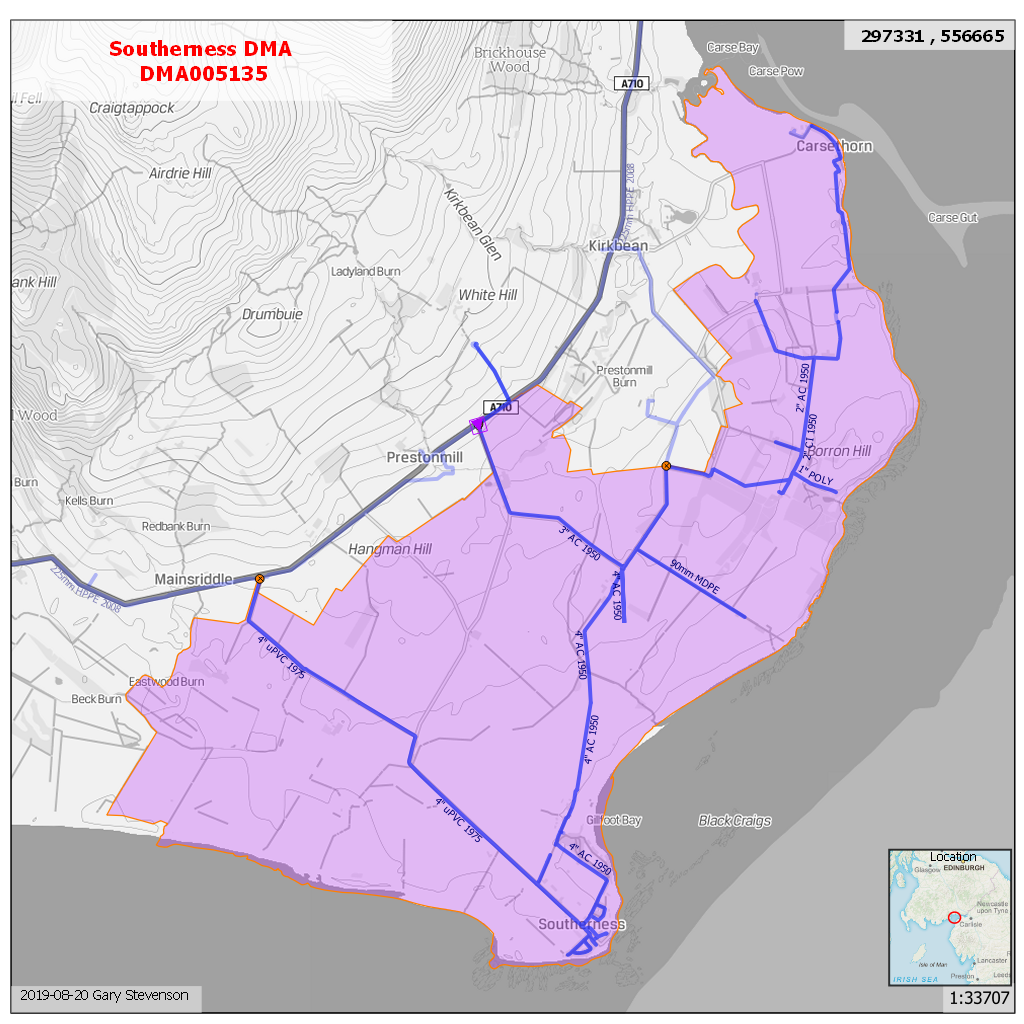 Southerness DMA
DMA005135
297331 , 556665
Brickhouse
Wood
Carse Bay
Carse Pow
A710
Fell
Craigtappock
Carsethorn
Airdrie Hill
225mm HPPE 2008
Kirkbean Glen
Carse Gut
Kirkbean
Ladyland Burn
ank Hill
White Hill
Drumbuie
Prestonmill
Burn
2" AC 1950
A710
Wood
2" CI 1950
Borron Hill
Prestonmill
1" POLY
Burn
Kells Burn
Redbank Burn
3" AC 1950
Hangman Hill
90mm MDPE
Mainsriddle
225mm HPPE 2008
4" AC 1950
4" uPVC 1975
4" AC 1950
Eastwood Burn
Beck Burn
4" AC 1950
4" uPVC 1975
Gillfoot Bay
Black Craigs
4" AC 1950
Southerness
Location
Glasgow
EDINBURGH
Newcastle
upon Tyne
Carlisle
Isle of Man
Lancaster
IRISH SEA
Preston
Leeds
2019-08-20 Gary Stevenson
1:33707